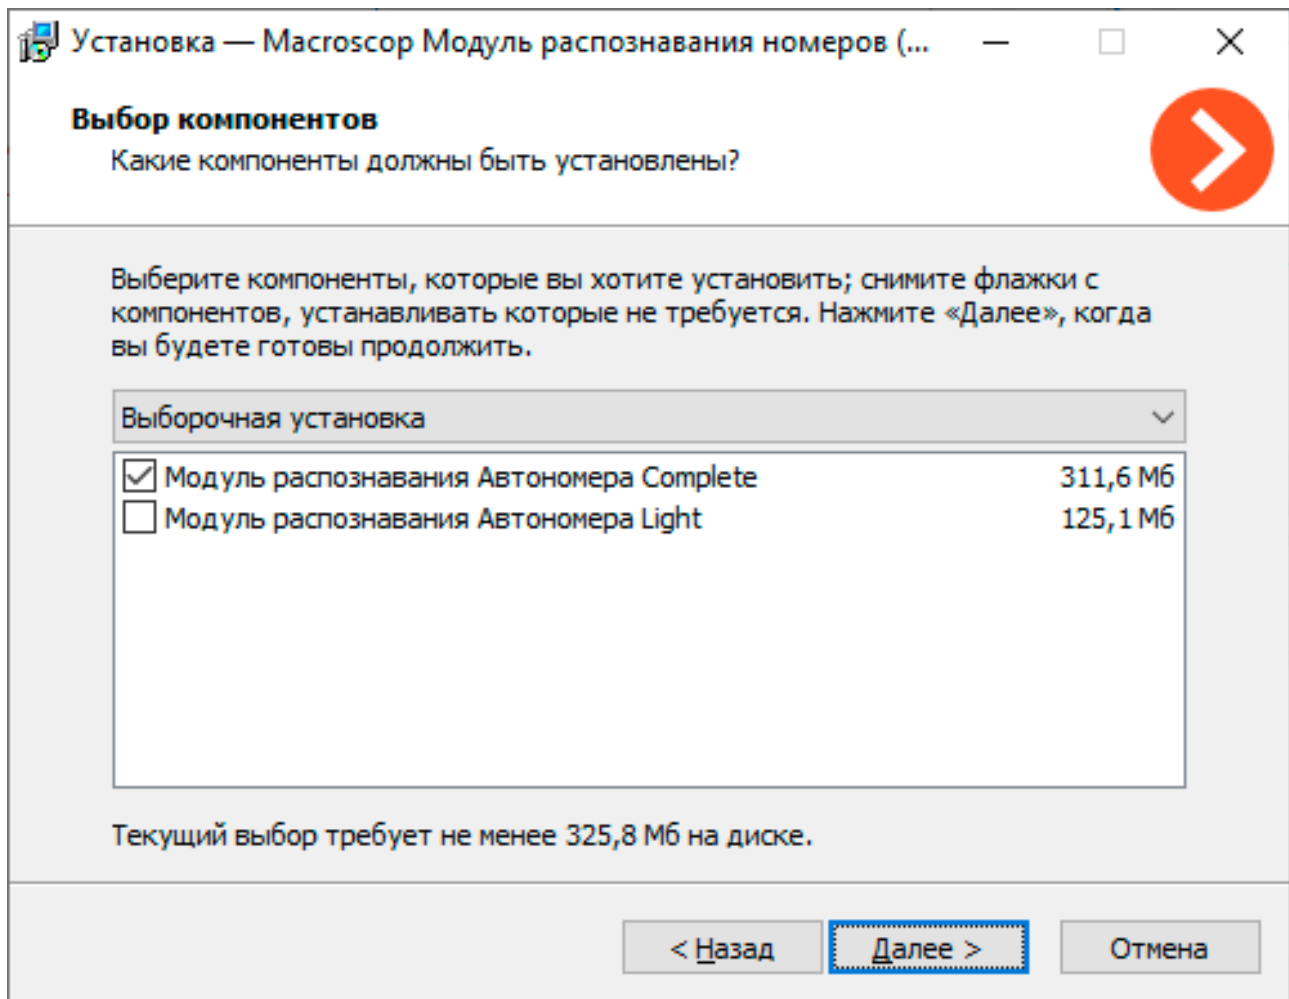 Установка — Macroscop Модуль распознавания номеров (...
Выбор компонентов
Какие компоненты должны быть установлены?
Выберите компоненты, которые вы хотите установить; снимите флажки с
компонентов, устанавливать которые не требуется. Нажмите «Далее», когда
вы будете готовы продолжить.
Выборочная установка
Модуль распознавания Автономера Complete 311,6 Мб
Модуль распознавания Автономера Light 125,1 Мб
Текущий выбор требует не менее 325,8 Мб на диске.
< Назад Далее > Отмена